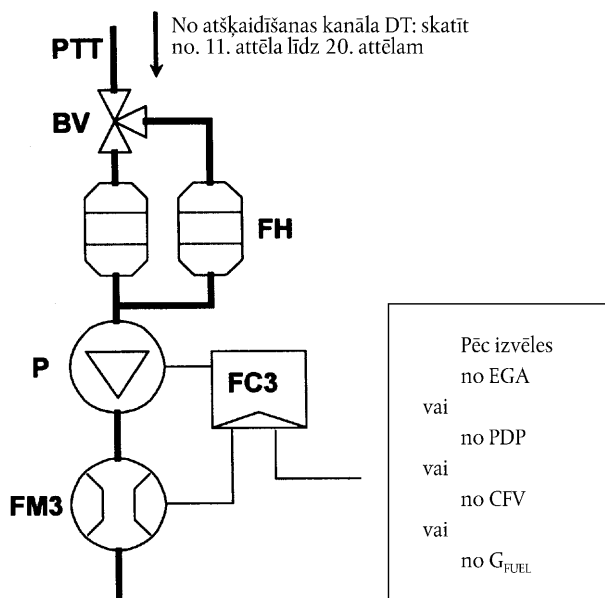 No atšķaidīšanas kanāla DT: skatīt
no. 11. attēla līdz 20. attēlam
PTT
BV
FH
P
FC3
FM3
Pēc izvēles
no EGA
vai
no PDP
vai
no CFV
vai
no GFUEL